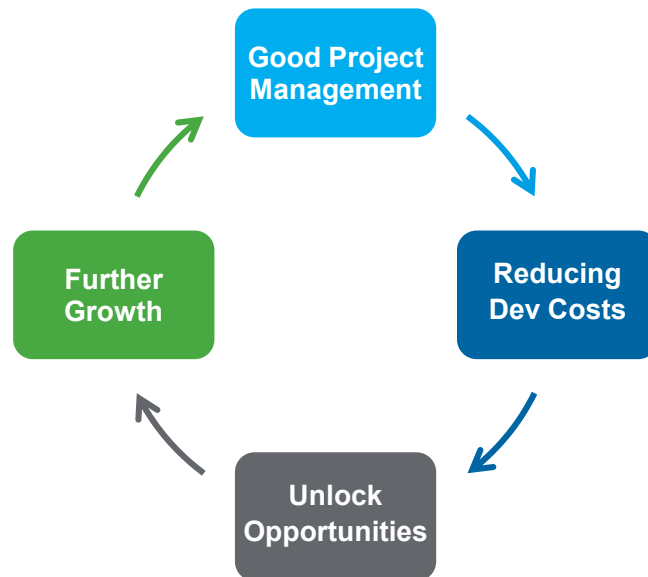 Good Project
Management
Reducing
Dev Costs
Unlock
Opportunities
Further
Growth